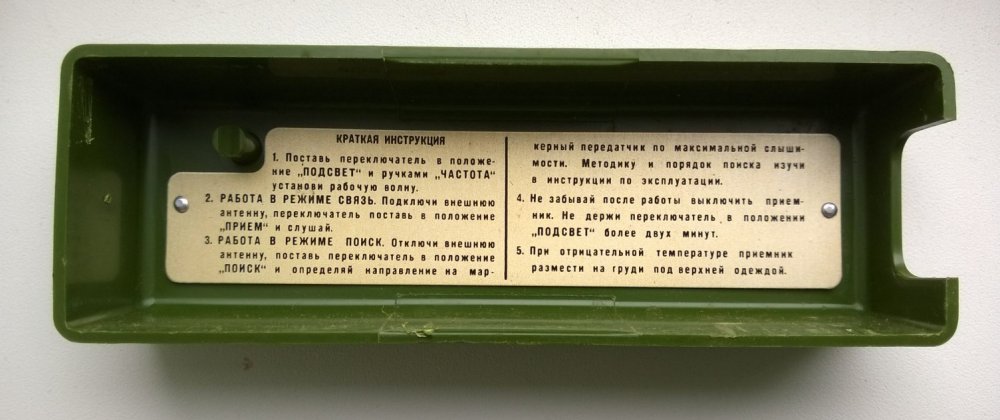 КРАТКАЯ ИНСТРУКЦИЯ
1. Поставь переключатель в положе-
ние „ПОДСВЕТ" и ручками „ЧАСТОТА"
установи рабочую волну.
2. РАБОТА В РЕЖИМЕ СВЯЗЬ. Подключи внешнюю
антенну, переключатель поставь в положение
„ПРИЕМ" и слушай.
3. РАБОТА В РЕЖИМЕ ПОИСК. Отключи внешнюю
антенну, поставь переключатель в положение
„ПОИСК" и определяй направление на мар-
керный передатчик по максимальной слыши-
мости. Методику и порядок поиска изучи
в инструкции по эксплуатации.
4. Не забывай после работы выключить прием-
ник. Не держи переключатель в положении
„ПОДСВЕТ" более двух минут.
5. При отрицательной температуре приемник
размести на груди под верхней одеждой.